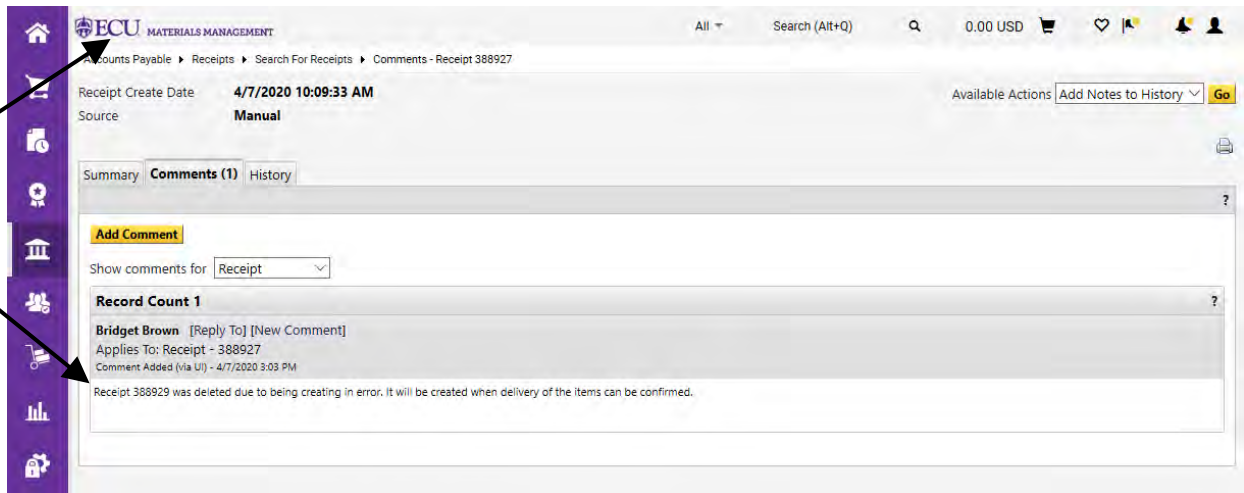 ECU MATERIALS MANAGEMENT All Search (Alt+Q) 0.00 USD
Accounts Payable Receipts Search For Receipts Comments - Receipt 388927
Receipt Create Date 4/7/2020 10:09:33 AM Available Actions Add Notes to History Go
Source Manual
Summary Comments (1) History
?
Add Comment
Show comments for Receipt
Record Count 1 ?
Bridget Brown [Reply To] [New Comment]
Applies To: Receipt - 388927
Comment Added (via UI) - 4/7/2020 3:03 PM
Receipt 388929 was deleted due to being creating in error. It will be created when delivery of the items can be confirmed.